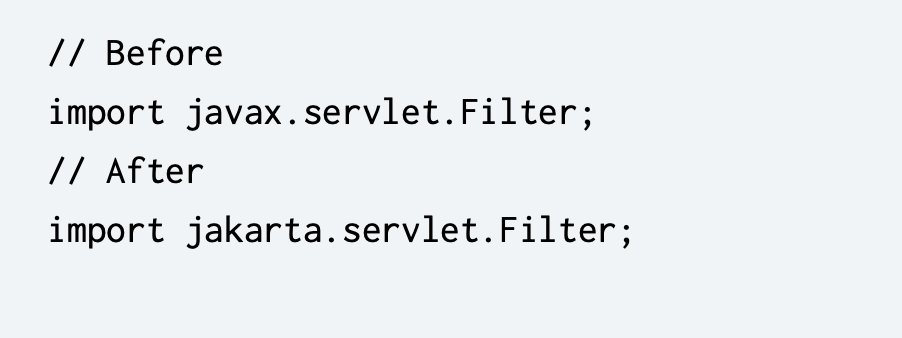 // Before
import javax.servlet.Filter;
// After
import jakarta.servlet.Filter;